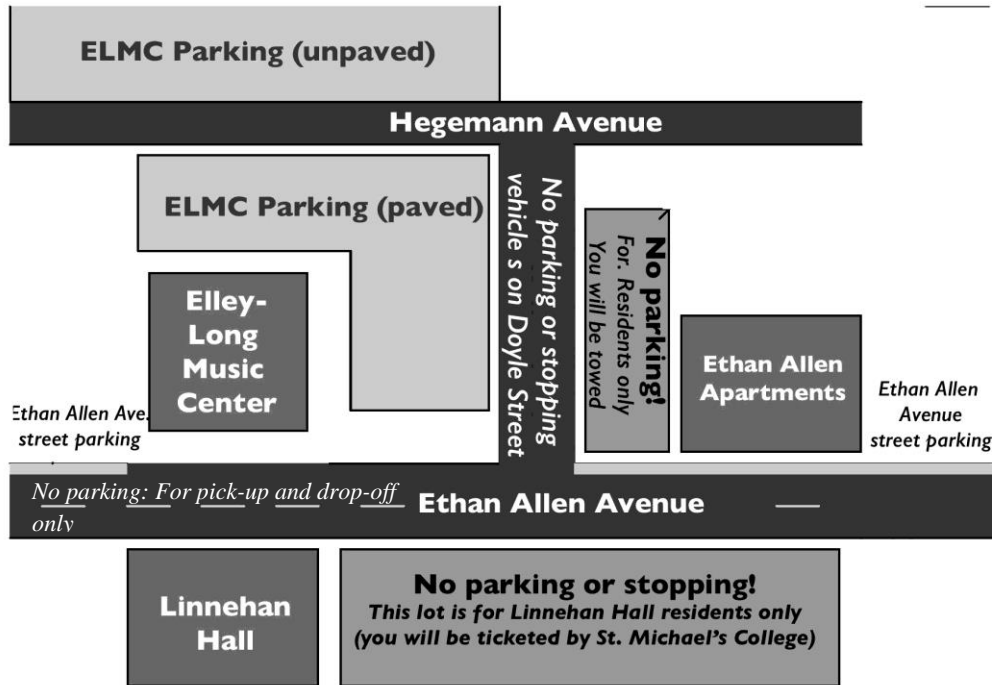 ELMC Parking (unpaved)
Hegemann Avenue
ELMC Parking (paved)
No parking or stopping
vehicle s on Doyle Street
No parking!
For. Residents only
You will be towed
Elley-
Long
Music
Center
Ethan Allen
Apartments
Ethan Allen Ave.
street parking
Ethan Allen
Avenue
street parking
No parking: For pick-up and drop-off
only
Ethan Allen Avenue
Linnehan
Hall
No parking or stopping!
This lot is for Linnehan Hall residents only
(you will be ticketed by St. Michael's College)